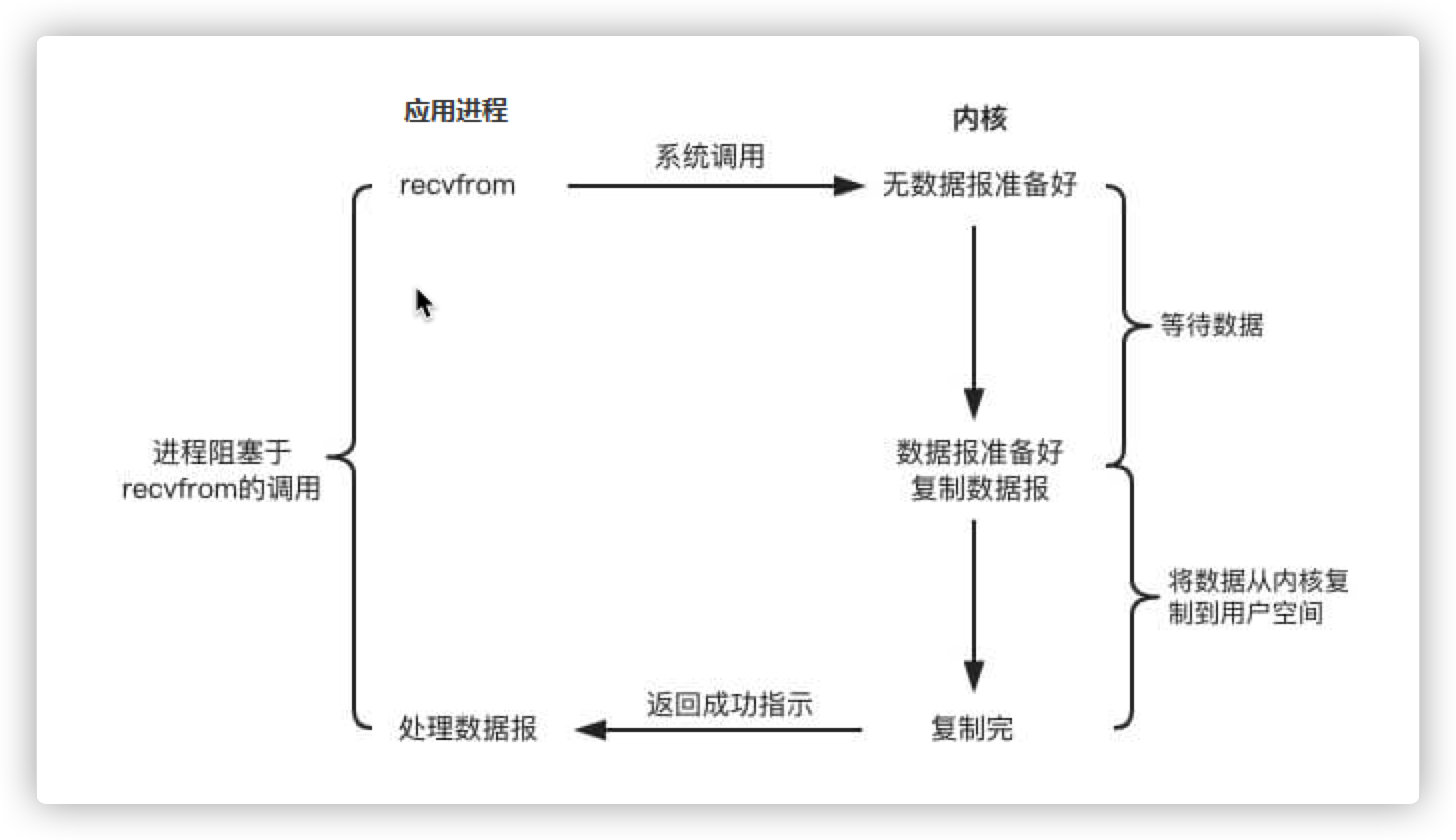 应用进程
内核
系统调用
recvfrom
无数据报准备好
等待数据
进程阻塞于
recvfrom的调用
数据报准备好
复制数据报
将数据从内核复
制到用户空间
返回成功指示
处理数据报
复制完